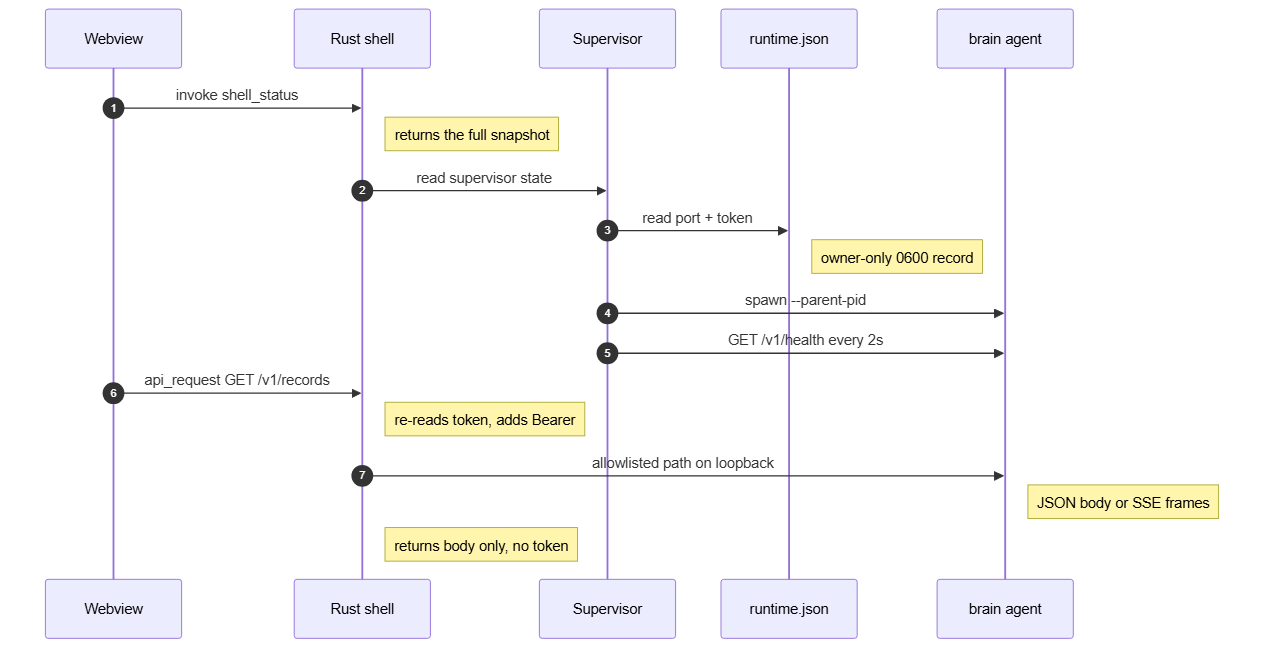 Webview
Rust shell
Supervisor
runtime.json
brain agent
1
invoke shell_status
returns the full snapshot
2
read supervisor state
3
read port + token
owner-only 0600 record
4
spawn --parent-pid
5
GET /v1/health every 2s
6
api_request GET /v1/records
re-reads token, adds Bearer
7
allowlisted path on loopback
JSON body or SSE frames
returns body only, no token
Webview
Rust shell
Supervisor
runtime.json
brain agent